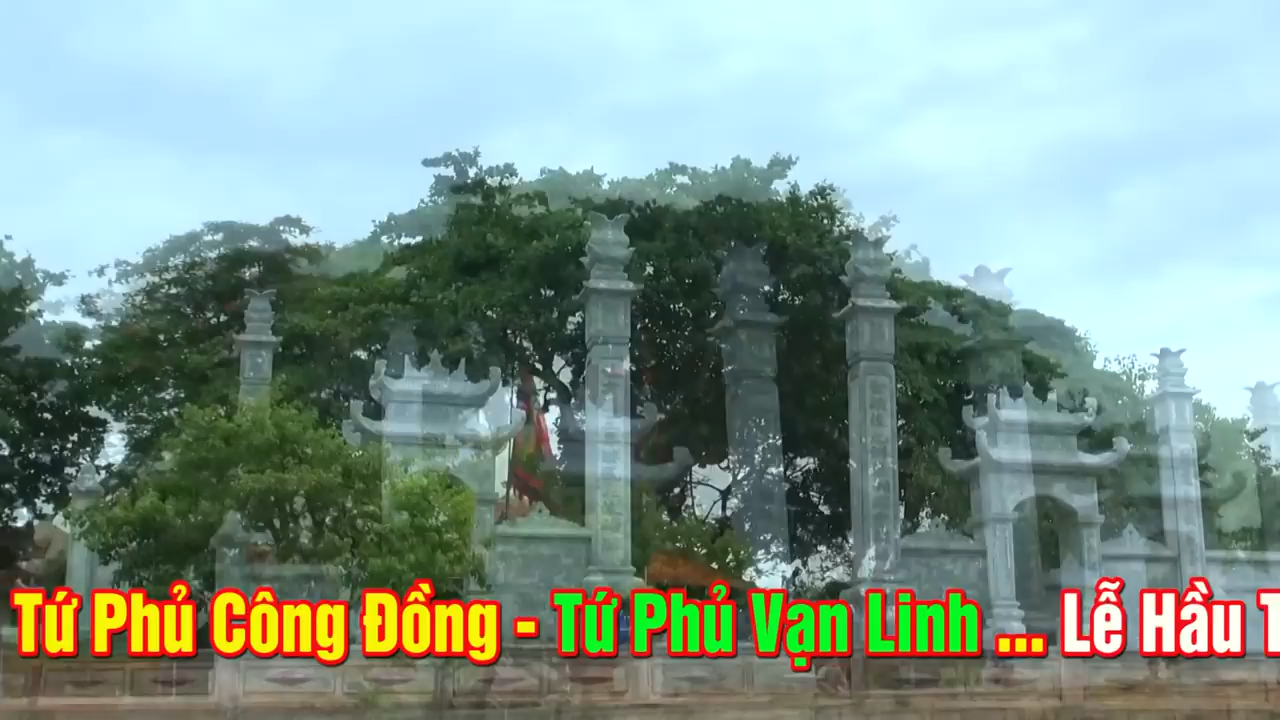 Tứ Phủ Công Đồng - Tứ Phủ Vạn Linh ... Lễ Hầu